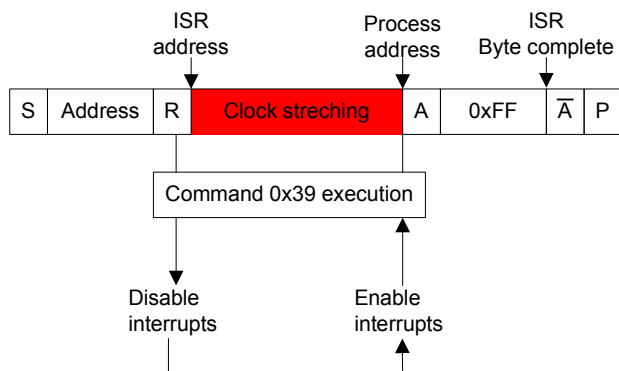 ISR
address
Process
address
ISR
Byte complete
S Address R Clock streching A 0xFF A P
Command 0x39 execution
Disable
interrupts
Enable
interrupts